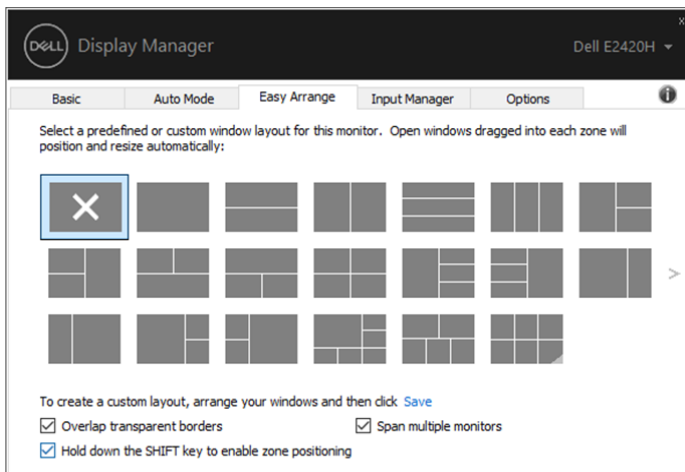 x
DELL Display Manager Dell E2420H
Basic Auto Mode Easy Arrange Input Manager Options
Select a predefined or custom window layout for this monitor. Open windows dragged into each zone will
position and resize automatically:
To create a custom layout, arrange your windows and then click Save
Overlap transparent borders Span multiple monitors
Hold down the SHIFT key to enable zone positioning